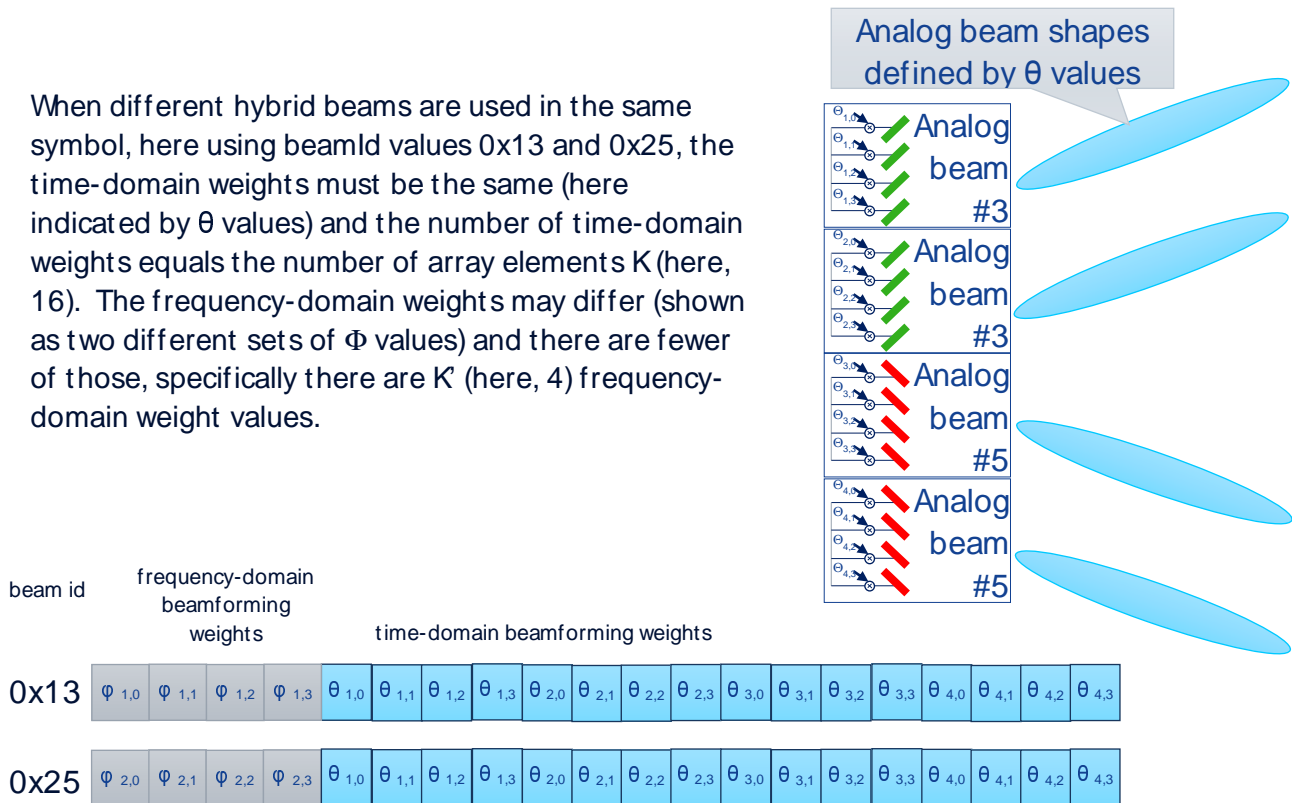 Analog beam shapes
defined by θ values
When different hybrid beams are used in the same
symbol, here using beamId values 0x13 and 0x25, the
time-domain weights must be the same (here
indicated by θ values) and the number of time-domain
weights equals the number of array elements K (here,
16). The frequency-domain weights may differ (shown
as two different sets of Φ values) and there are fewer
of those, specifically there are K’ (here, 4) frequency-
domain weight values.
Θ1,0
Θ1,1
Θ1,2
Θ1,3
Analog
beam
#3
Θ2,0
Θ2,1
Θ2,2
Θ2,3
Analog
beam
#3
Θ3,0
Θ3,1
Θ3,2
Θ3,3
Analog
beam
#5
Θ4,0
Θ4,1
Θ4,2
Θ4,3
Analog
beam
#5
beam id
frequency-domain
beamforming
weights
time-domain beamforming weights
0x13 φ 1,0 φ 1,1 φ 1,2 φ 1,3 θ 1,0 θ 1,1 θ 1,2 θ 1,3 θ 2,0 θ 2,1 θ 2,2 θ 2,3 θ 3,0 θ 3,1 θ 3,2 θ 3,3 θ 4,0 θ 4,1 θ 4,2 θ 4,3
0x25 φ 2,0 φ 2,1 φ 2,2 φ 2,3 θ 1,0 θ 1,1 θ 1,2 θ 1,3 θ 2,0 θ 2,1 θ 2,2 θ 2,3 θ 3,0 θ 3,1 θ 3,2 θ 3,3 θ 4,0 θ 4,1 θ 4,2 θ 4,3